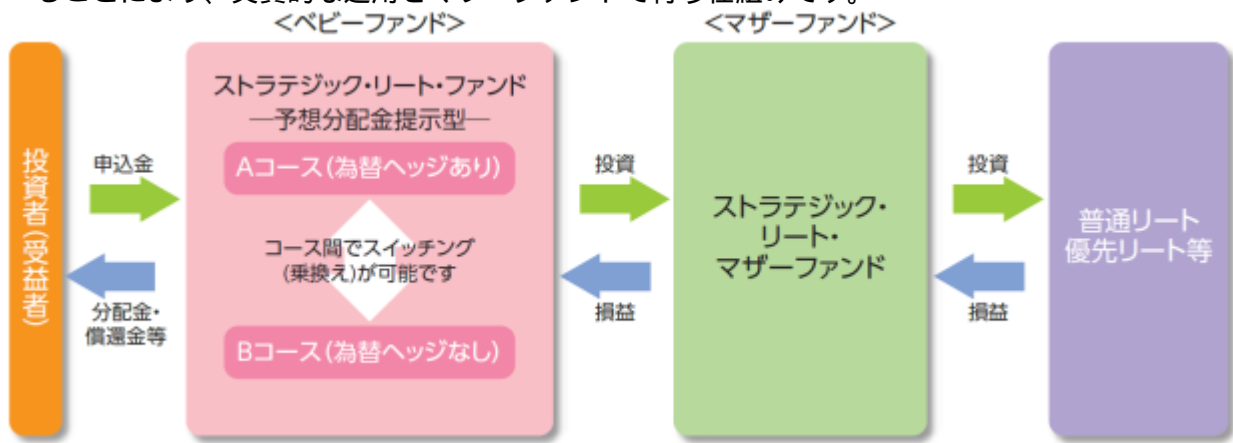 <ベビーファンド>
<マザーファンド>
投資者(受益者)
申込金
分配金・
償還金等
ストラテジック・リート・ファンド
―予想分配金提示型―
Aコース(為替ヘッジあり)
コース間でスイッチング
(乗換え)が可能です
Bコース(為替ヘッジなし)
投資
損益
ストラテジック・
リート・
マザーファンド
投資
損益
普通リート
優先リート等